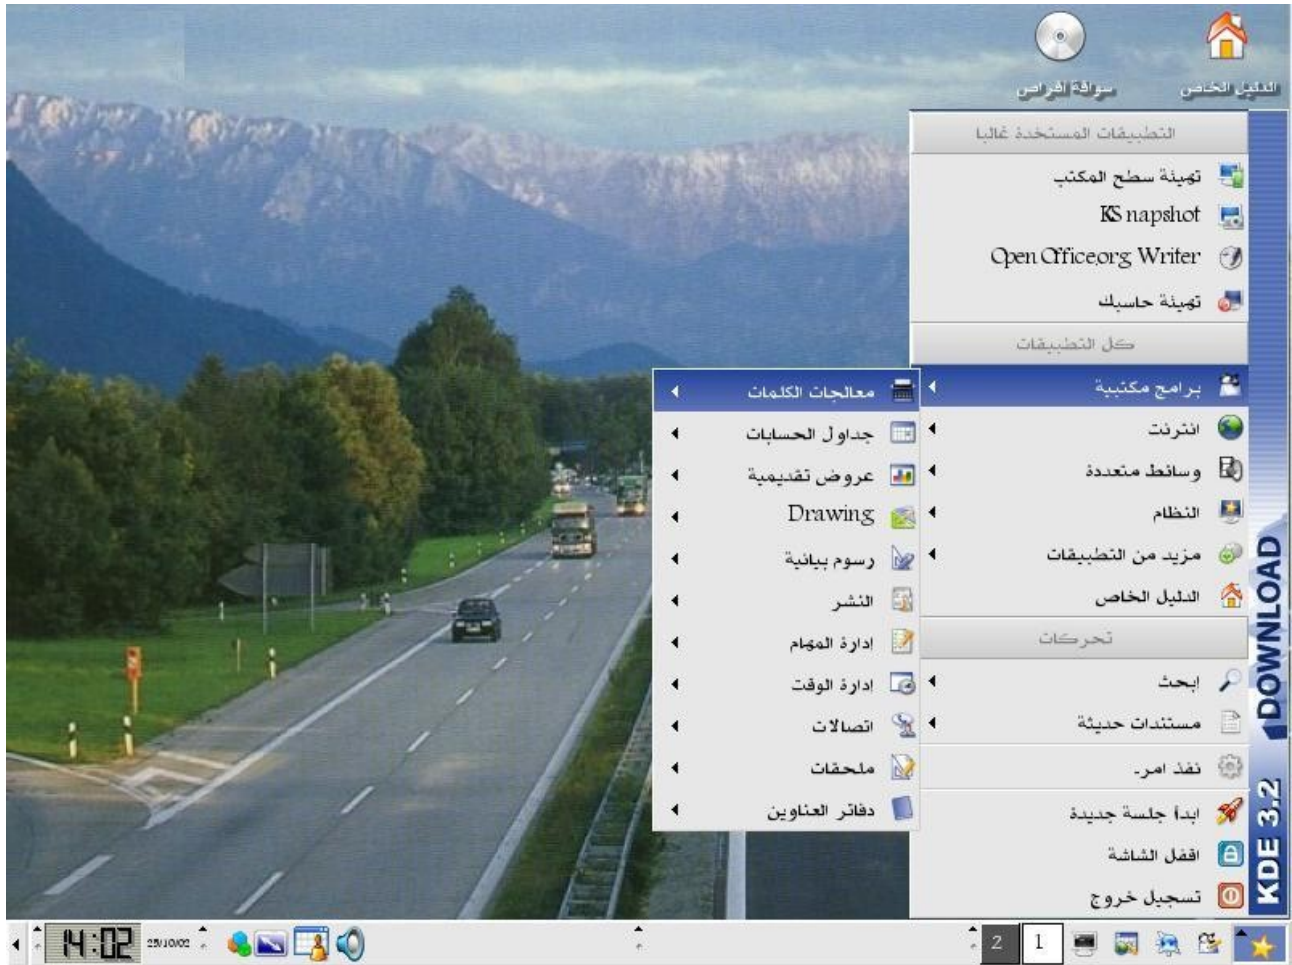 الدليل الخاص
سواقة أقراص
التطبيقات المستخدة غالبا
تهيئة سطح المكتب
KSnapshot
OpenOffice.org Writer
تهيئة حاسبك
كل التطبيقات
برامج مكتبية
انترنت
وسائط متعددة
النظام
مزيد من التطبيقات
الدليل الخاص
تحركات
ابحث
مستندات حديثة
نفذ امر..
ابدأ جلسة جديدة
اقفل الشاشة
تسجيل خروج
معالجات الكلمات
جداول الحسابات
عروض تقديمية
Drawing
رسوم بيانية
النشر
إدارة المهام
إدارة الوقت
اتصالات
ملحقات
دفاتر العناوين
KDE 3.2 DOWNLOAD
1
2
14:02